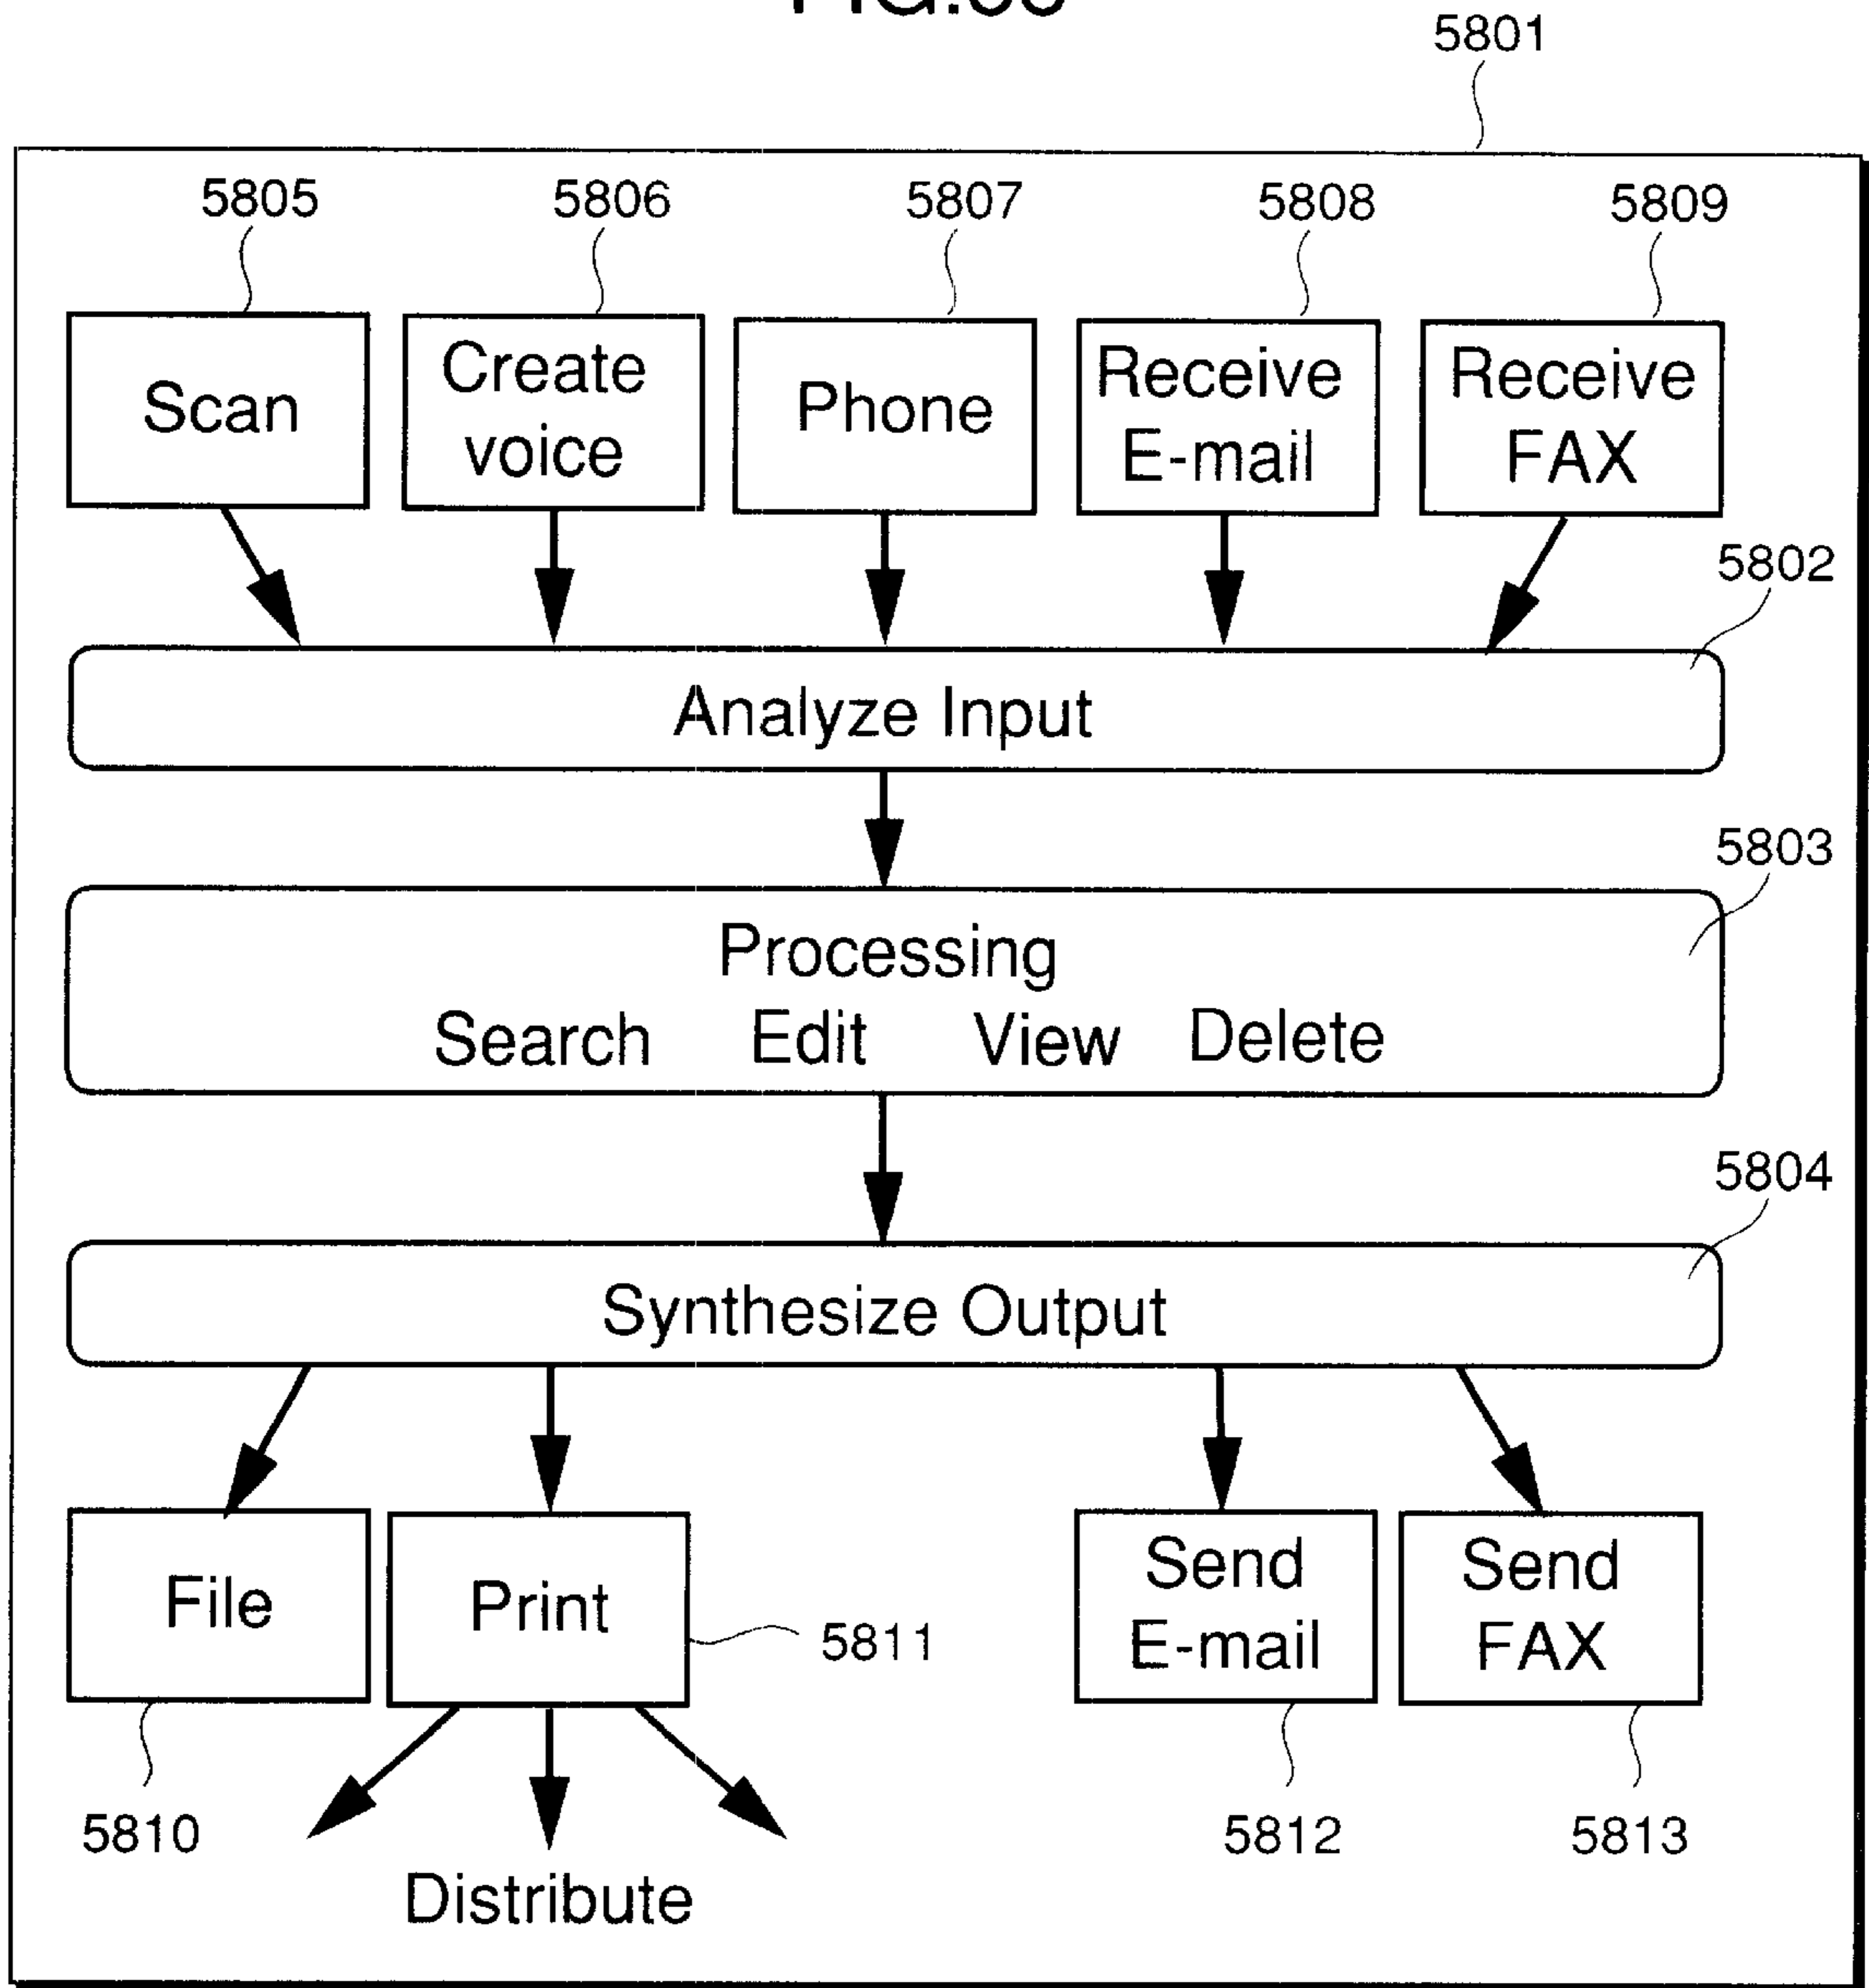 5801
5805 5806 5807 5808 5809
Scan
Create
voice
Phone
Receive
E-mail
Receive
FAX
5802
Analyze Input
5803
Processing
Search Edit View Delete
5804
Synthesize Output
File
Print
5811
Send
E-mail
Send
FAX
5810
5812
5813
Distribute